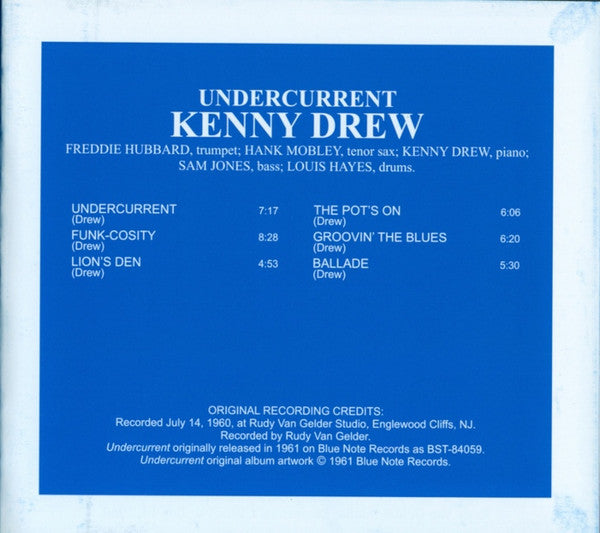 UNDERCURRENT
KENNY DREW
FREDDIE HUBBARD, trumpet; HANK MOBLEY, tenor sax; KENNY DREW, piano;
SAM JONES, bass; LOUIS HAYES, drums.
UNDERCURRENT 7:17
(Drew)
FUNK-COSITY 8:28
(Drew)
LION'S DEN 4:53
(Drew)
THE POT'S ON 6:06
(Drew)
GROOVIN' THE BLUES 6:20
(Drew)
BALLADE 5:30
(Drew)
ORIGINAL RECORDING CREDITS:
Recorded July 14, 1960, at Rudy Van Gelder Studio, Englewood Cliffs, NJ.
Recorded by Rudy Van Gelder.
Undercurrent originally released in 1961 on Blue Note Records as BST-84059.
Undercurrent original album artwork © 1961 Blue Note Records.